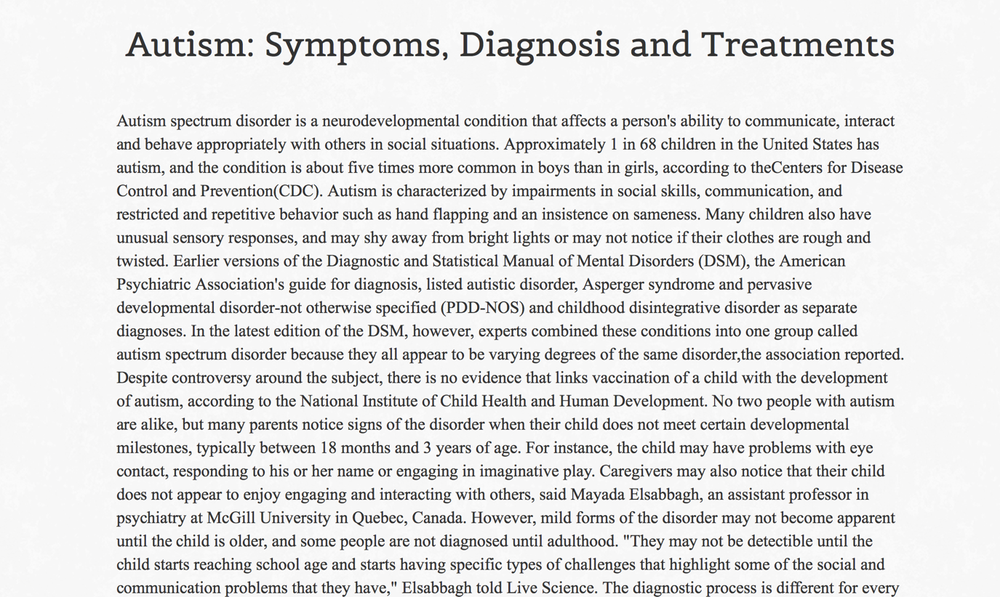 Autism: Symptoms, Diagnosis and Treatments
Autism spectrum disorder is a neurodevelopmental condition that affects a person's ability to communicate, interact
and behave appropriately with others in social situations. Approximately 1 in 68 children in the United States has
autism, and the condition is about five times more common in boys than in girls, according to theCenters for Disease
Control and Prevention(CDC). Autism is characterized by impairments in social skills, communication, and
restricted and repetitive behavior such as hand flapping and an insistence on sameness. Many children also have
unusual sensory responses, and may shy away from bright lights or may not notice if their clothes are rough and
twisted. Earlier versions of the Diagnostic and Statistical Manual of Mental Disorders (DSM), the American
Psychiatric Association's guide for diagnosis, listed autistic disorder, Asperger syndrome and pervasive
developmental disorder-not otherwise specified (PDD-NOS) and childhood disintegrative disorder as separate
diagnoses. In the latest edition of the DSM, however, experts combined these conditions into one group called
autism spectrum disorder because they all appear to be varying degrees of the same disorder,the association reported.
Despite controversy around the subject, there is no evidence that links vaccination of a child with the development
of autism, according to the National Institute of Child Health and Human Development. No two people with autism
are alike, but many parents notice signs of the disorder when their child does not meet certain developmental
milestones, typically between 18 months and 3 years of age. For instance, the child may have problems with eye
contact, responding to his or her name or engaging in imaginative play. Caregivers may also notice that their child
does not appear to enjoy engaging and interacting with others, said Mayada Elsabbagh, an assistant professor in
psychiatry at McGill University in Quebec, Canada. However, mild forms of the disorder may not become apparent
until the child is older, and some people are not diagnosed until adulthood. "They may not be detectible until the
child starts reaching school age and starts having specific types of challenges that highlight some of the social and
communication problems that they have," Elsabbagh told Live Science. The diagnostic process is different for every